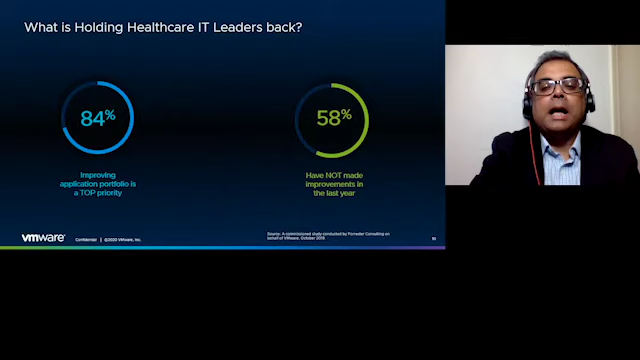 What is Holding Healthcare IT Leaders back?
84%
58%
Improving
application portfolio is
a TOP priority
Have NOT made
improvements in
the last year
Source: A commissioned study conducted by Forrester Consulting on
behalf of VMware, October 2019
vmware
Confidential | ©2020 VMware, Inc.